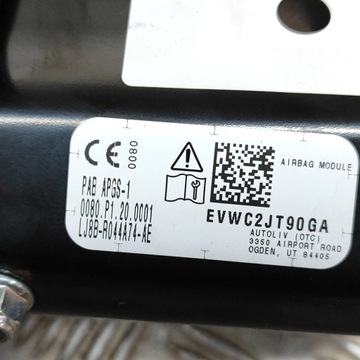 CE 0080
PAB APGS-1
0080.P1.20.0001
LJ8B-R044A74-AE
AIRBAG MODULE
EVWC2JT90GA
AUTOLIV (OTC)
3350 AIRPORT ROAD
OGDEN, UT 84405